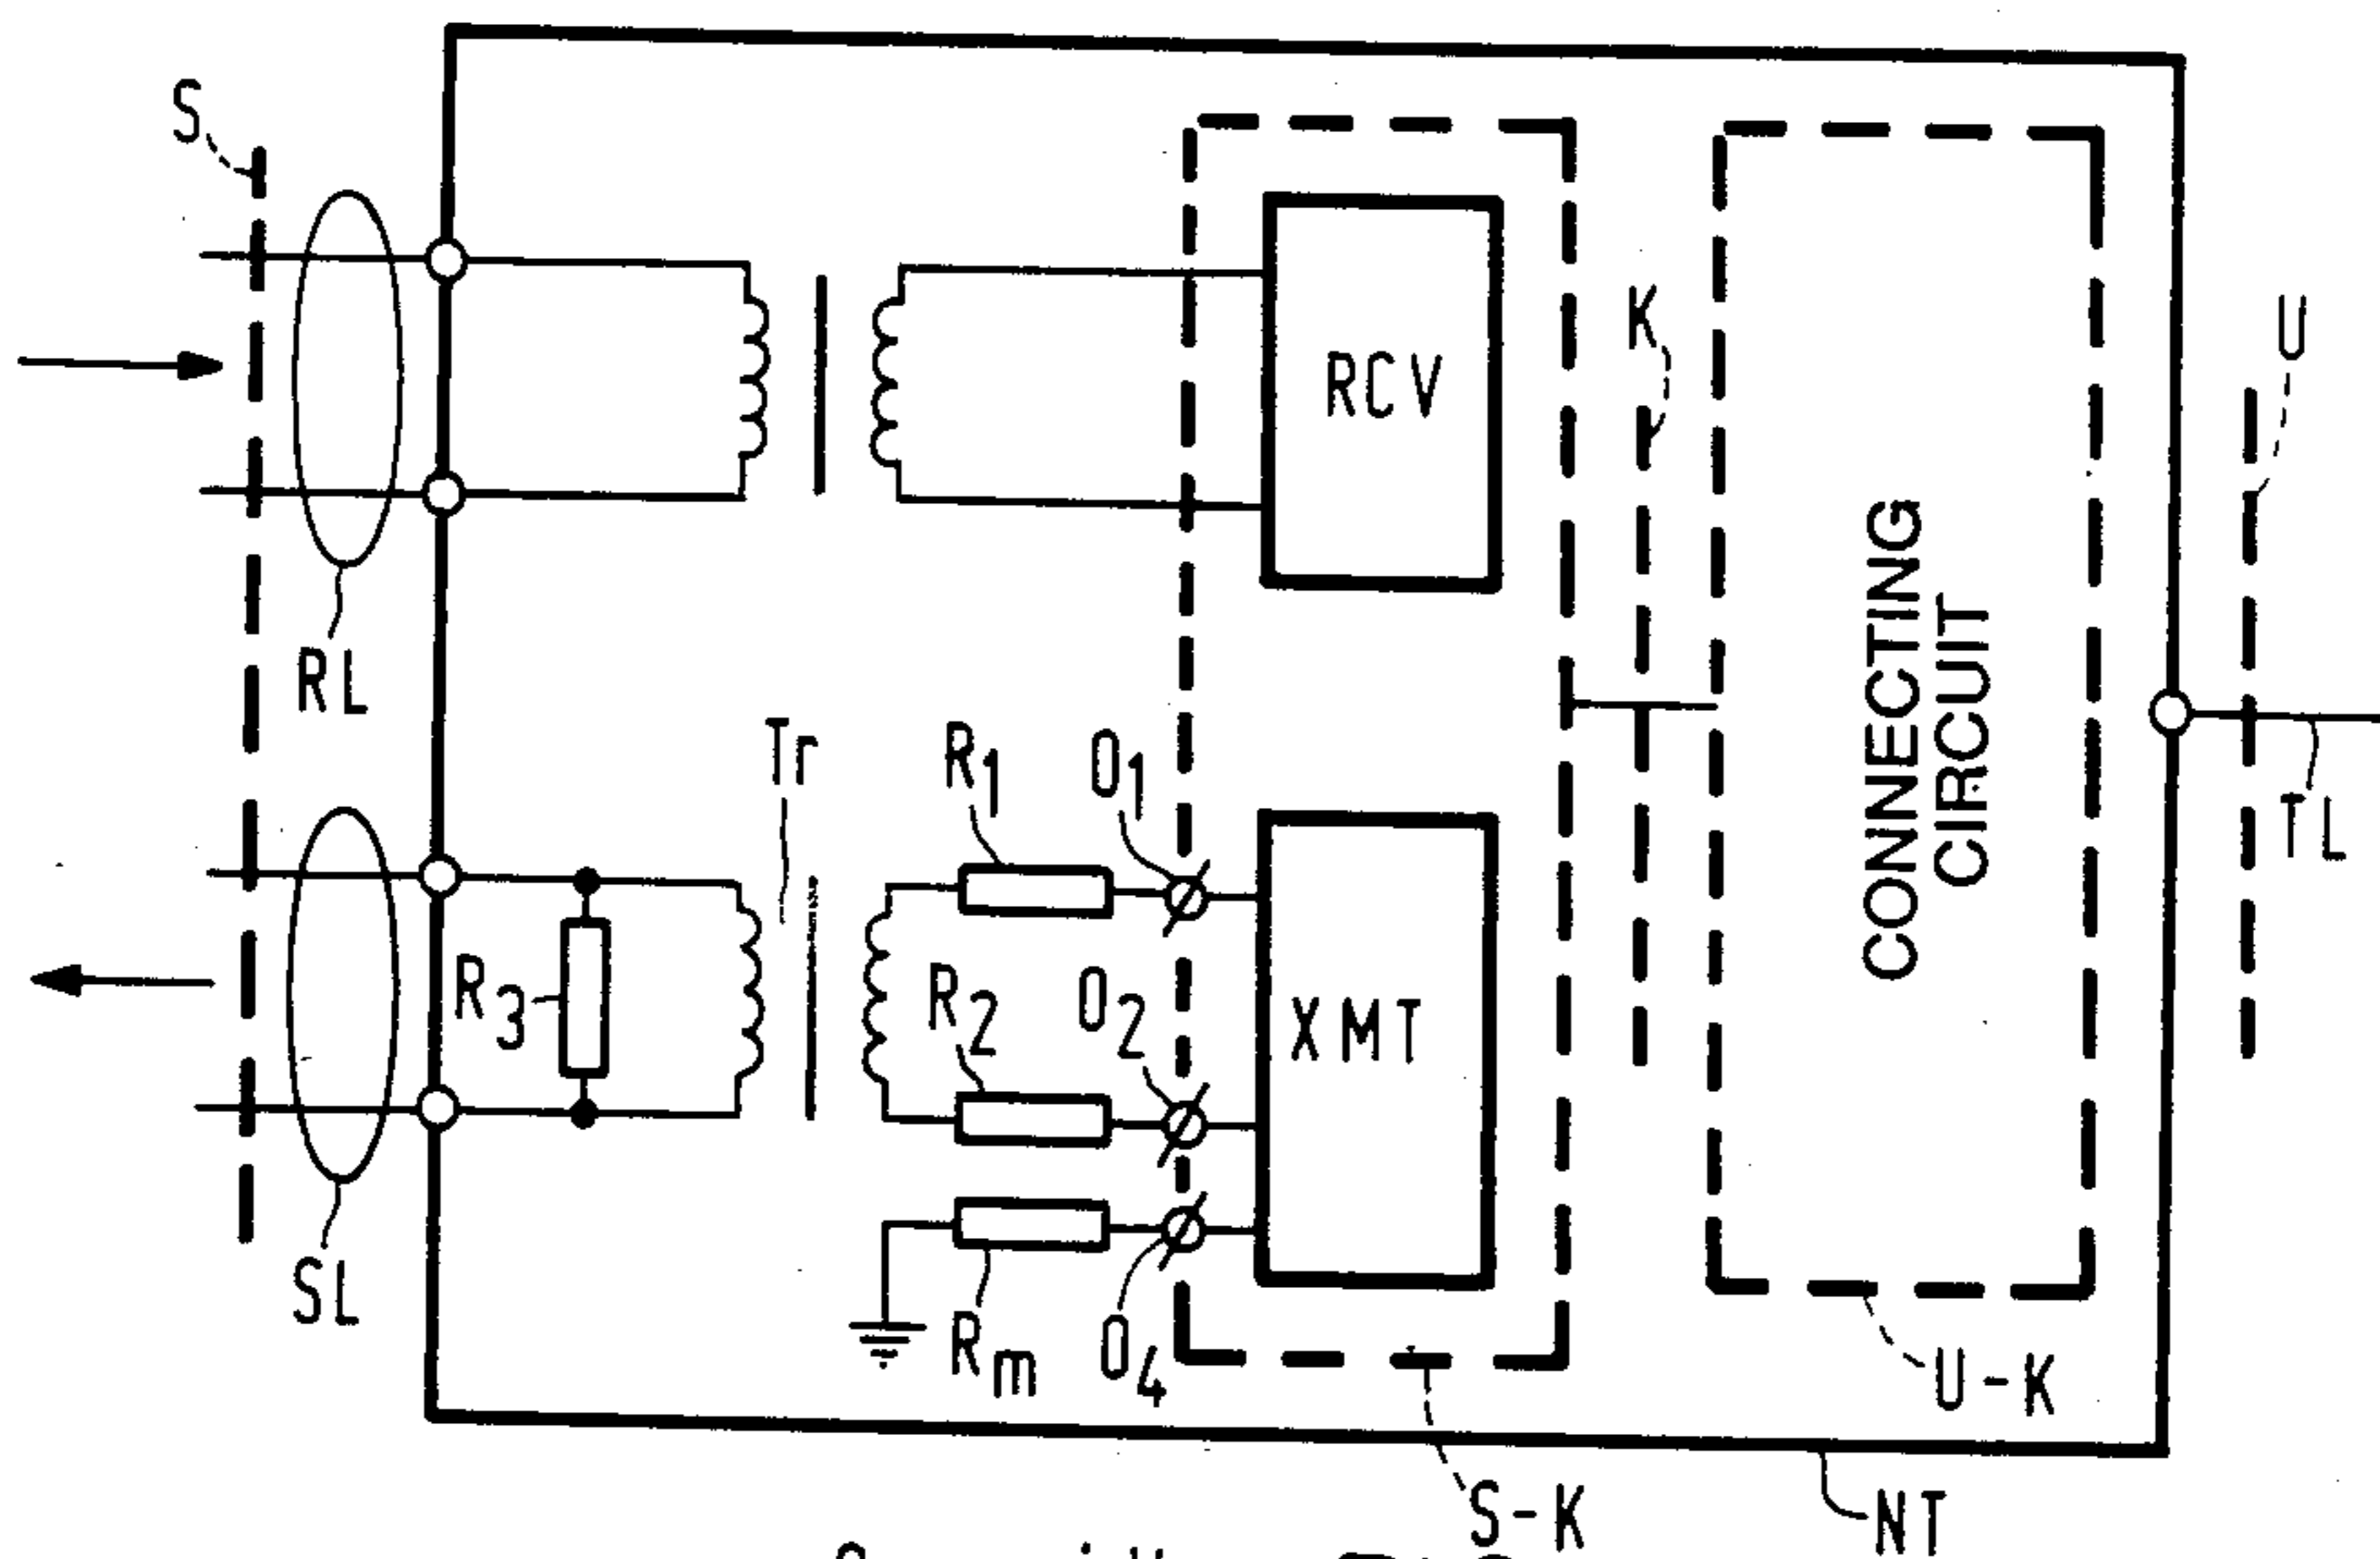 S
K
U
RCV
RL
Tr
R1
O1
CONNECTING
CIRCUIT
TL
R3
R2
O2
XMT
SL
Rm
O4
U-K
S-K
NT